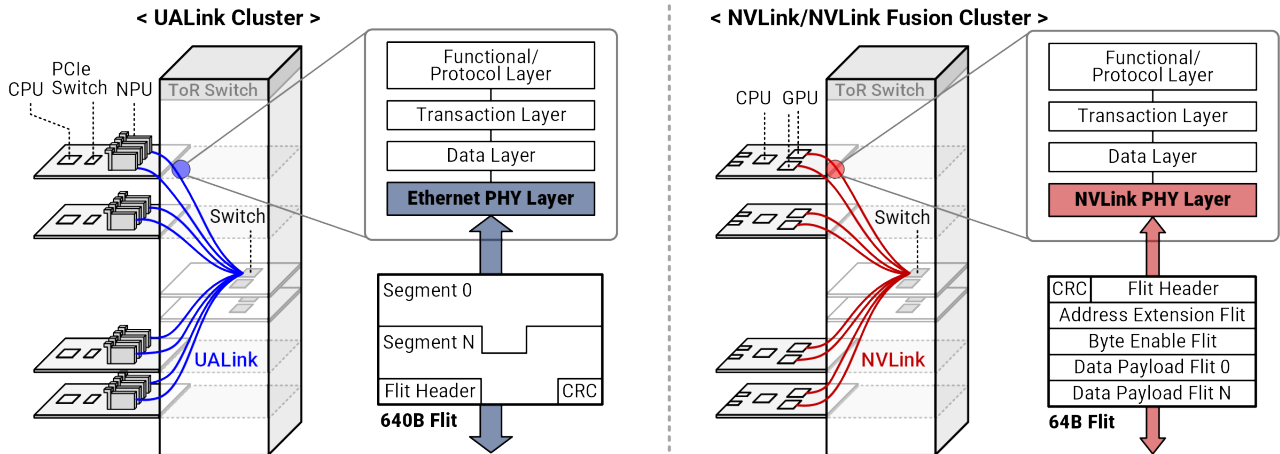 < UALink Cluster >
CPU
PCIe
Switch
NPU
ToR Switch
Switch
UALink
Functional/
Protocol Layer
Transaction Layer
Data Layer
Ethernet PHY Layer
Segment 0
Segment N
Flit Header
CRC
640B Flit
< NVLink/NVLink Fusion Cluster >
CPU
GPU
ToR Switch
Switch
NVLink
Functional/
Protocol Layer
Transaction Layer
Data Layer
NVLink PHY Layer
CRC
Flit Header
Address Extension Flit
Byte Enable Flit
Data Payload Flit 0
Data Payload Flit N
64B Flit